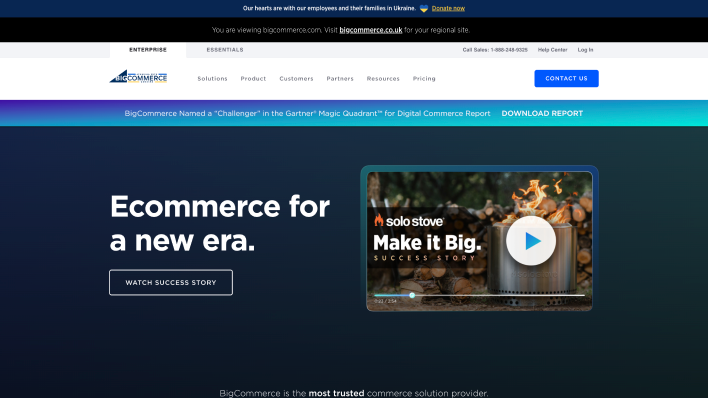 Our hearts are with our employees and their families in Ukraine. Donate now
You are viewing bigcommerce.com. Visit bigcommerce.co.uk for your regional site.
ENTERPRISE ESSENTIALS Call Sales: 1-888-248-9325 Help Center Log In
BIGCOMMERCE Solutions Product Customers Partners Resources Pricing CONTACT US
BigCommerce Named a "Challenger" in the Gartner® Magic Quadrant™ for Digital Commerce Report DOWNLOAD REPORT
Ecommerce for
a new era.
WATCH SUCCESS STORY
solo stove
Make it Big.
SUCCESS STORY
BigCommerce is the most trusted commerce solution provider.